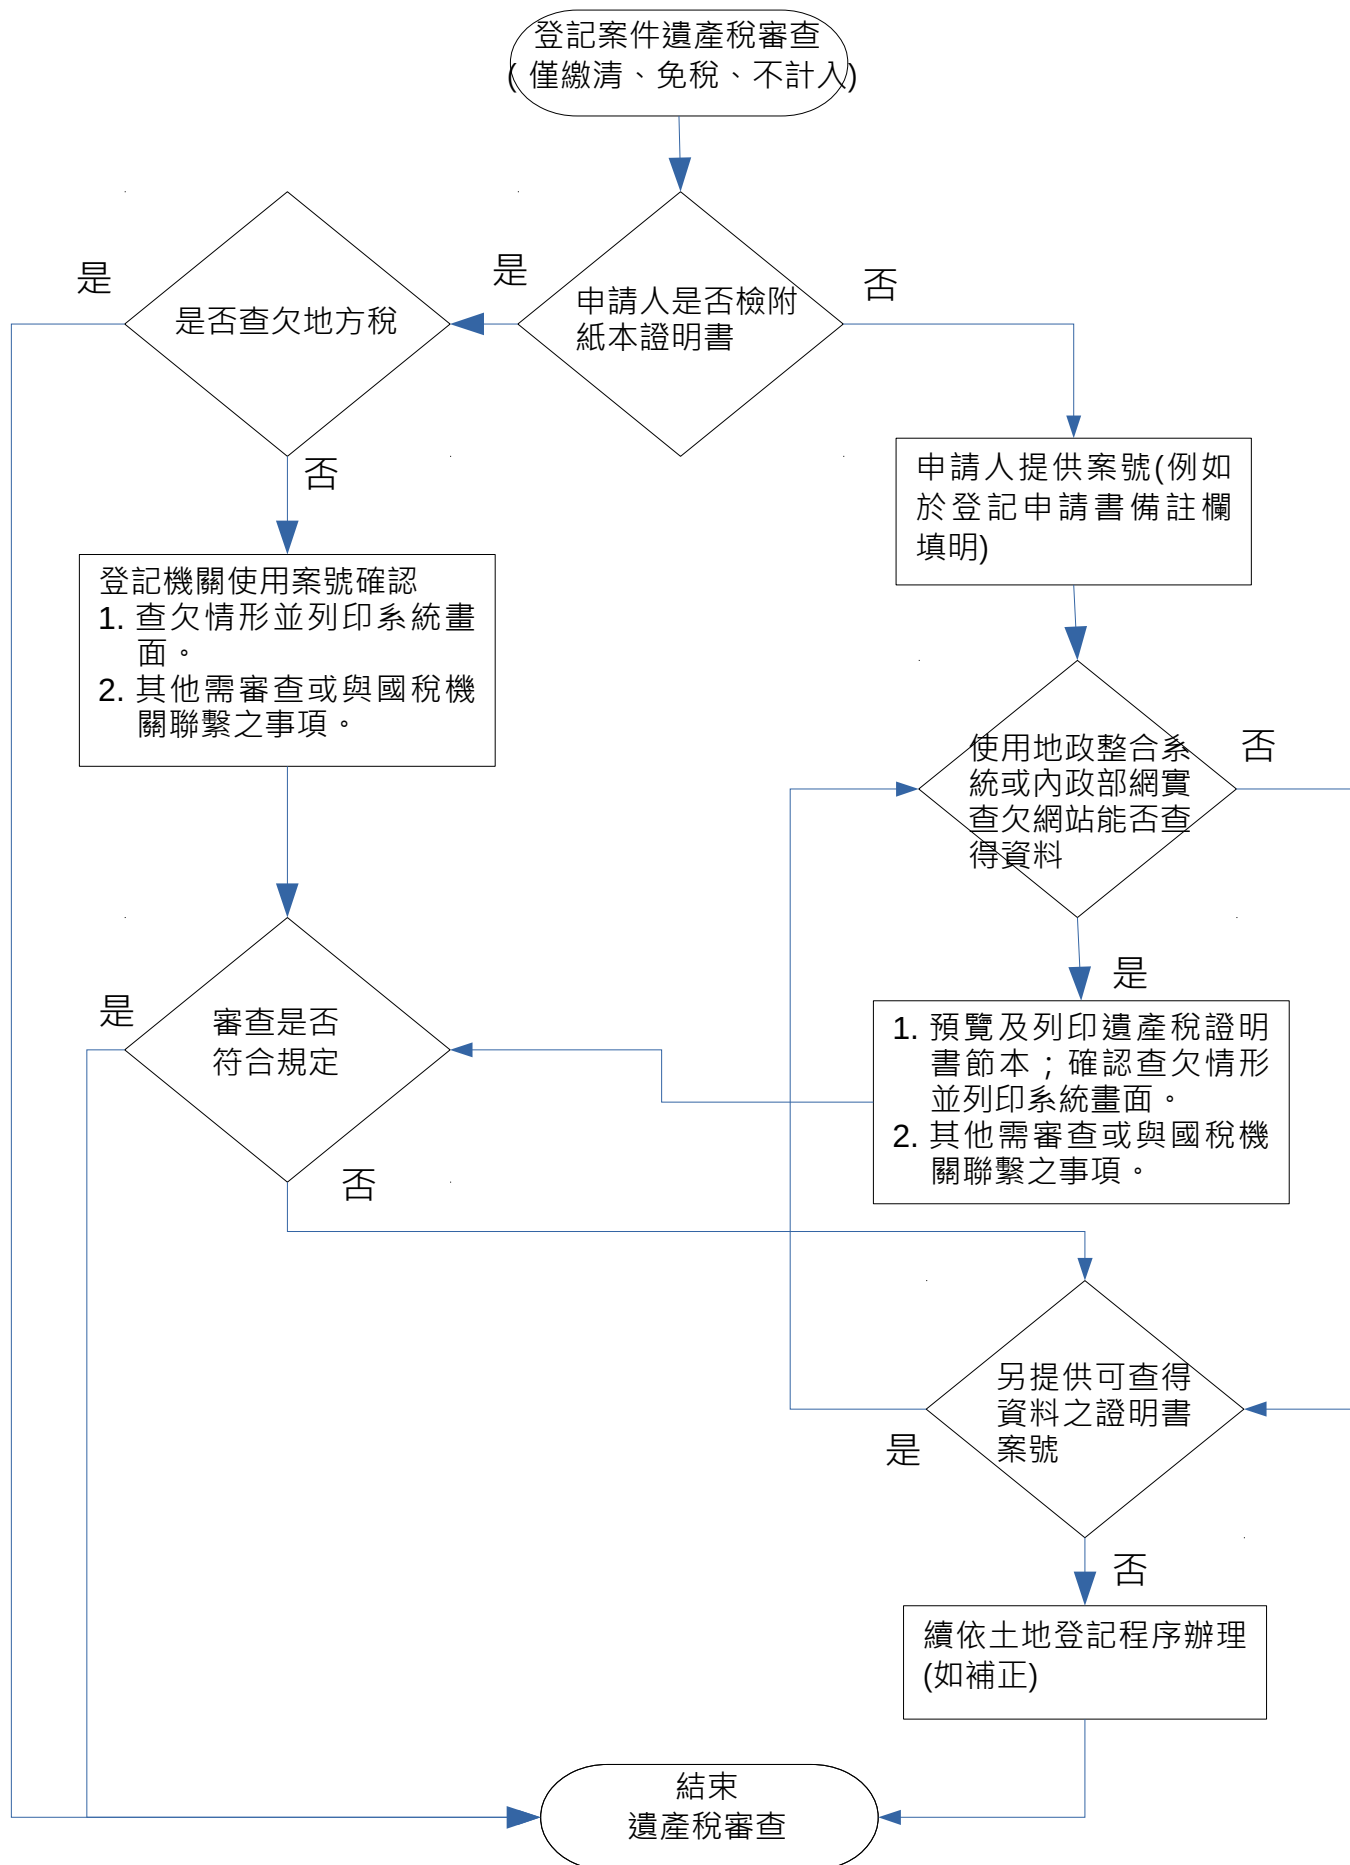 登記案件遺產稅審查
(僅繳清、免稅、不計入)
是
是否查欠地方稅
是
申請人是否檢附
紙本證明書
否
否
申請人提供案號(例如
於登記申請書備註欄
填明)
登記機關使用案號確認
1. 查欠情形並列印系統畫
面。
2. 其他需審查或與國稅機
關聯繫之事項。
使用地政整合系
統或內政部網實
查欠網站能否查
得資料
否
是
是
審查是否
符合規定
1. 預覽及列印遺產稅證明
書節本；確認查欠情形
並列印系統畫面。
2. 其他需審查或與國稅機
關聯繫之事項。
否
另提供可查得
資料之證明書
案號
是
否
續依土地登記程序辦理
(如補正)
結束
遺產稅審查